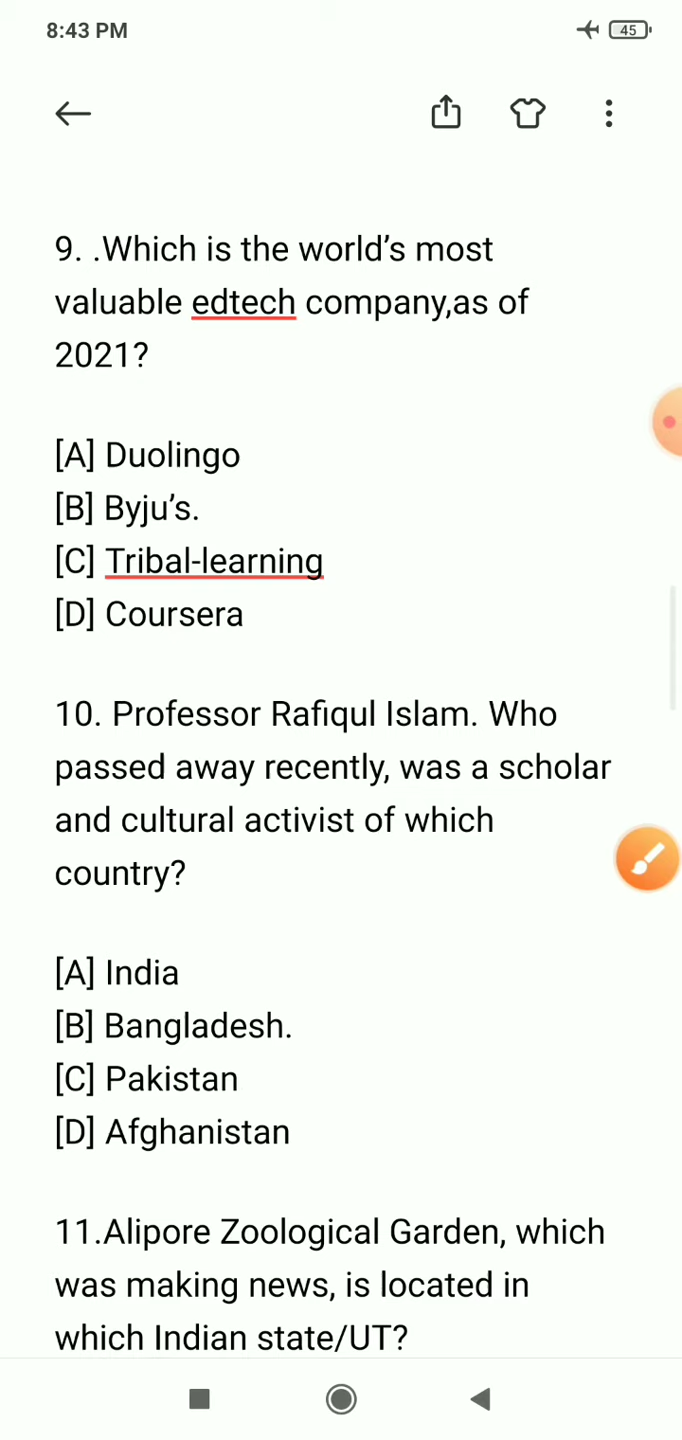 8:43 PM
45
9. .Which is the world’s most
valuable edtech company,as of
2021?
[A] Duolingo
[B] Byju’s.
[C] Tribal-learning
[D] Coursera
10. Professor Rafiqul Islam. Who
passed away recently, was a scholar
and cultural activist of which
country?
[A] India
[B] Bangladesh.
[C] Pakistan
[D] Afghanistan
11.Alipore Zoological Garden, which
was making news, is located in
which Indian state/UT?